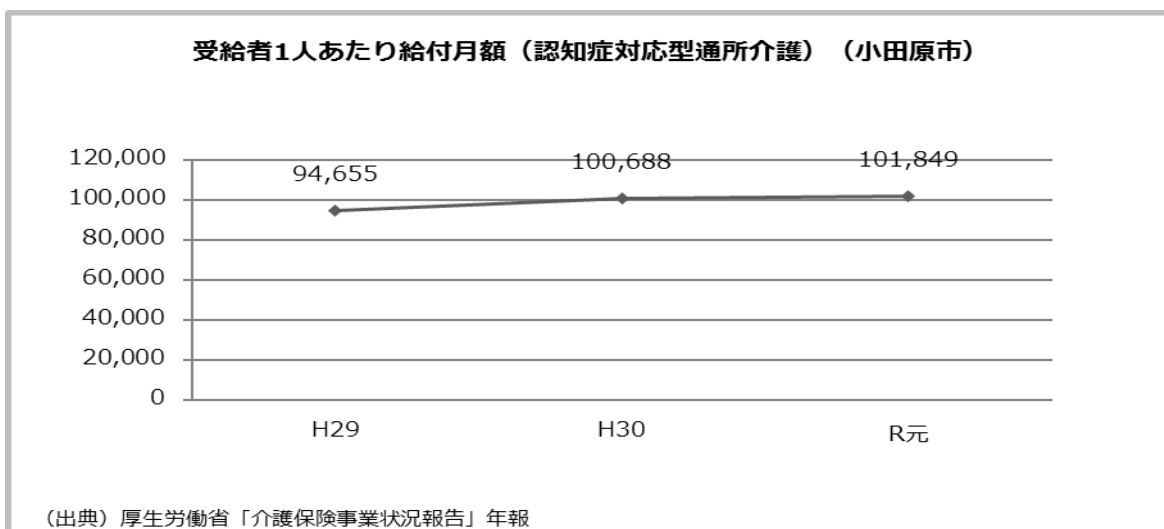 受給者1人あたり給付月額（認知症対応型通所介護）（小田原市）
120,000
100,000
80,000
60,000
40,000
20,000
0
94,655
100,688
101,849
H29
H30
R元
（出典）厚生労働省「介護保険事業状況報告」年報